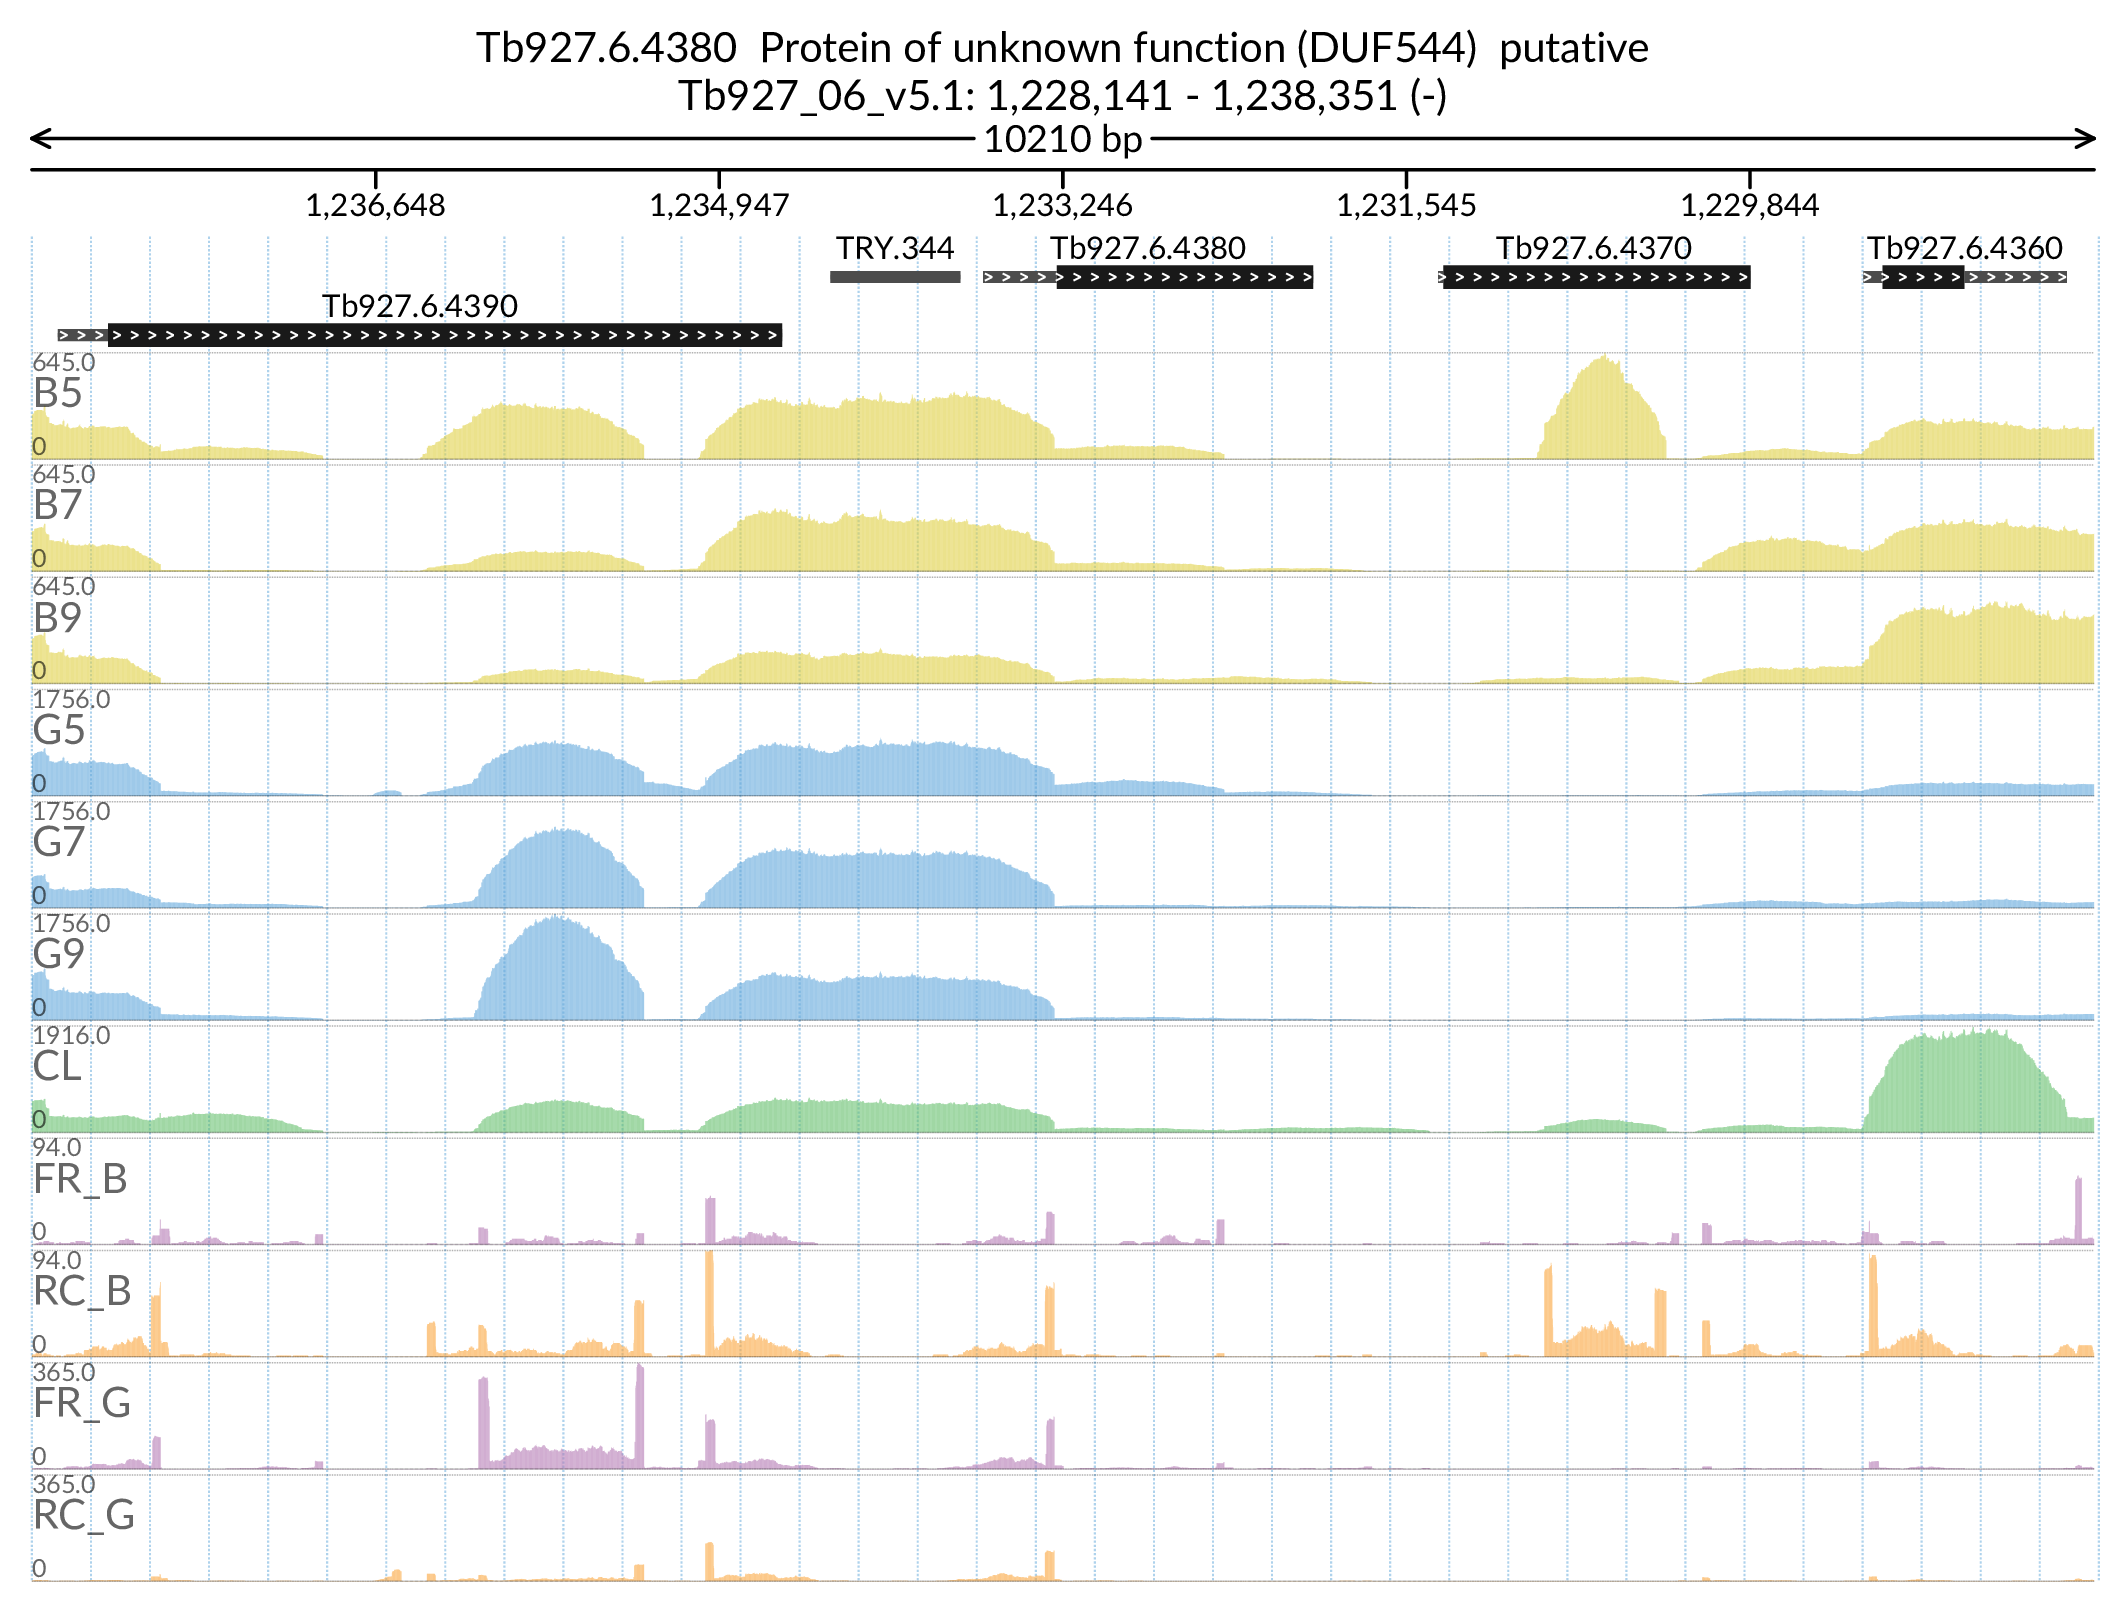 Tb927.6.4380  Protein of unknown function (DUF544)  putative
Tb927_06_v5.1: 1,228,141 - 1,238,351 (-)
10210 bp
1,236,648 1,234,947 1,233,246 1,231,545 1,229,844
TRY.344 Tb927.6.4380 Tb927.6.4370 Tb927.6.4360
Tb927.6.4390
645.0
B5
0
645.0
B7
0
645.0
B9
0
1756.0
G5
0
1756.0
G7
0
1756.0
G9
0
1916.0
CL
0
94.0
FR_B
0
94.0
RC_B
0
365.0
FR_G
0
365.0
RC_G
0